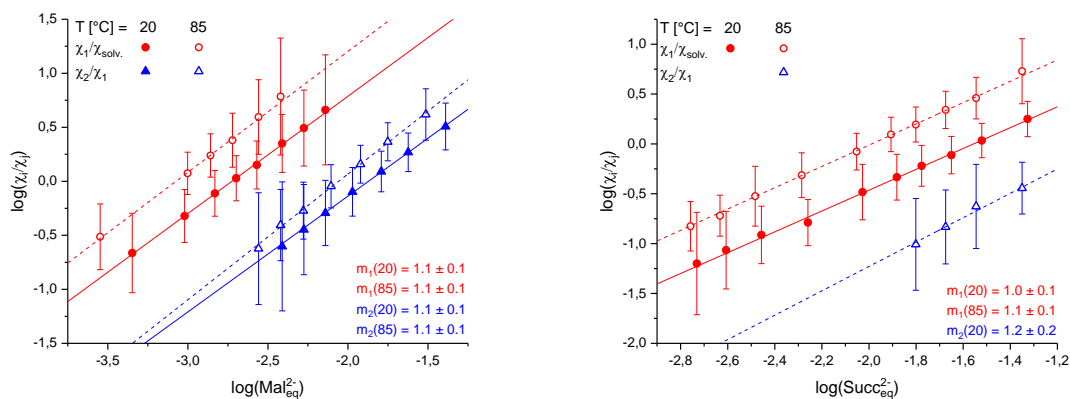 T [°C] = 20 85
χ₁/χsolv.
χ₂/χ₁
1,5
1,0
0,5
0,0
-0,5
-1,0
-1,5
log(χᵢ/χⱼ)
m₁(20) = 1.1 ± 0.1
m₁(85) = 1.1 ± 0.1
m₂(20) = 1.1 ± 0.1
m₂(85) = 1.1 ± 0.1
-3,5 -3,0 -2,5 -2,0 -1,5
log(Mal²⁻eq)
T [°C] = 20 85
χ₁/χsolv.
χ₂/χ₁
1,5
1,0
0,5
0,0
-0,5
-1,0
-1,5
-2,0
log(χᵢ/χⱼ)
m₁(20) = 1.0 ± 0.1
m₁(85) = 1.1 ± 0.1
m₂(20) = 1.2 ± 0.2
-2,8 -2,6 -2,4 -2,2 -2,0 -1,8 -1,6 -1,4 -1,2
log(Succ²⁻eq)